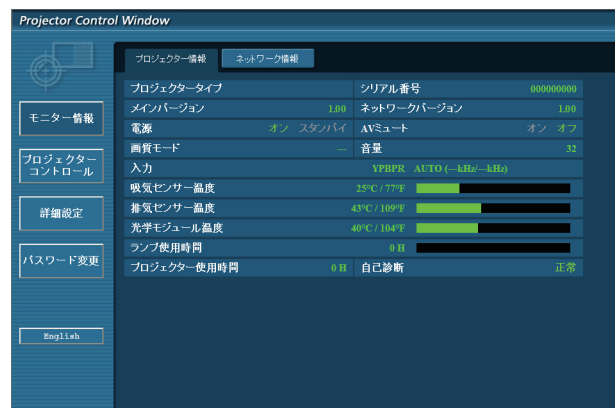 Projector Control Window
プロジェクター情報 ネットワーク情報
モニター情報
プロジェクター
コントロール
詳細設定
パスワード変更
English
プロジェクタータイプ シリアル番号 000000000
メインバージョン 1.00 ネットワークバージョン 1.00
電源 オン スタンバイ AVミュート オン オフ
画質モード --- 音量 32
入力 YPBPR AUTO (---kHz/---kHz)
吸気センサー温度 25°C / 77°F
排気センサー温度 43°C / 109°F
光学モジュール温度 40°C / 104°F
ランプ使用時間 0 H
プロジェクター使用時間 0 H 自己診断 正常